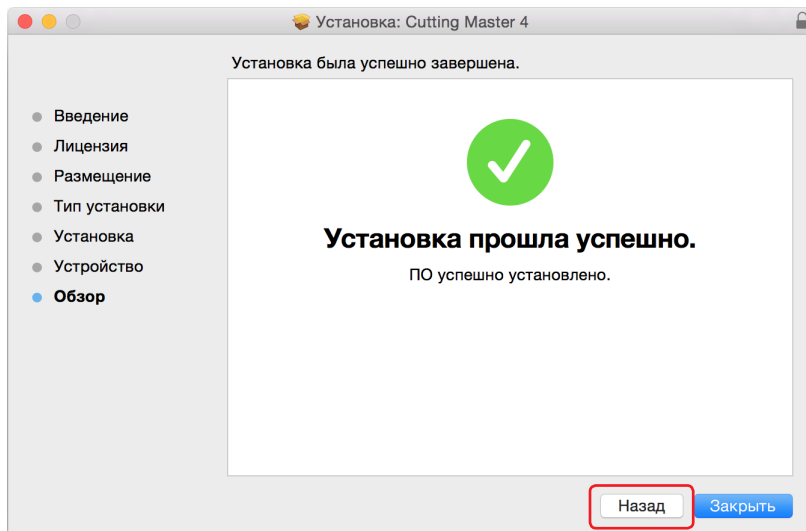 Установка: Cutting Master 4
Установка была успешно завершена.
Введение
Лицензия
Размещение
Тип установки
Установка
Устройство
Обзор
Установка прошла успешно.
ПО успешно установлено.
Назад
Закрыть